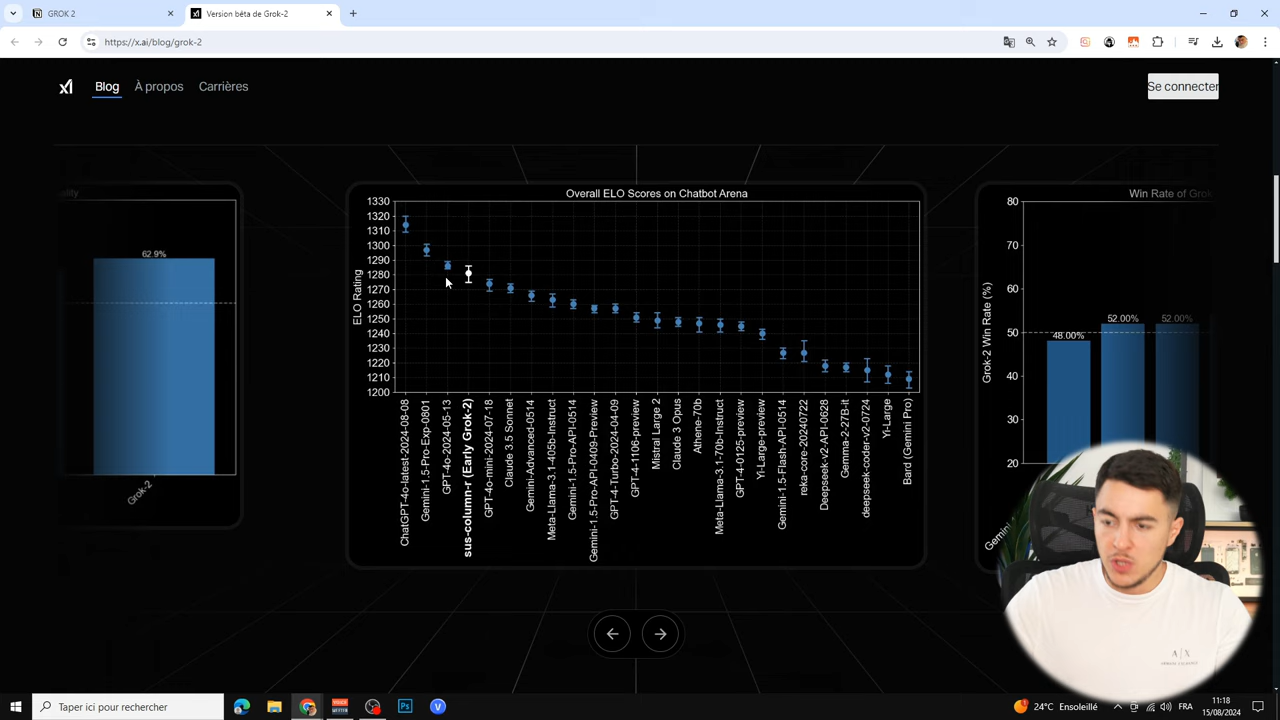 GROK 2
Version bêta de Grok-2
https://x.ai/blog/grok-2
Blog
À propos
Carrières
Se connecter
62.9%
Grok-2
Overall ELO Scores on Chatbot Arena
ELO Rating
1330
1320
1310
1300
1290
1280
1270
1260
1250
1240
1230
1220
1210
1200
ChatGPT-4o-latest-2024-08-08
Gemini-1.5-Pro-Exp-0801
GPT-4o-2024-05-13
sus-column-r (Early Grok-2)
GPT-4o-mini-2024-07-18
Claude 3.5 Sonnet
Gemini-Advanced-0514
Meta-Llama-3.1-405b-Instruct
Gemini-1.5-Pro-API-0514
Gemini-1.5-Pro-API-0409-Preview
GPT-4-Turbo-2024-04-09
GPT-4-1106-preview
Mistral Large 2
Claude 3 Opus
Athene-70b
Meta-Llama-3.1-70b-Instruct
GPT-4-0125-preview
Yi-Large-preview
Gemini-1.5-Flash-API-0514
reka-core-20240722
Deepseek-v2-API-0628
Gemma-2-27B-it
deepseek-coder-v2-0724
Yi-Large
Bard (Gemini Pro)
Win Rate of Grok
Grok-2 Win Rate (%)
80
70
60
50
40
30
20
48.00%
52.00%
52.00%
Gemini
A|X
Taper ici pour rechercher
VOICE
Ps
V
24°C Ensoleillé
FRA
11:18
15/08/2024